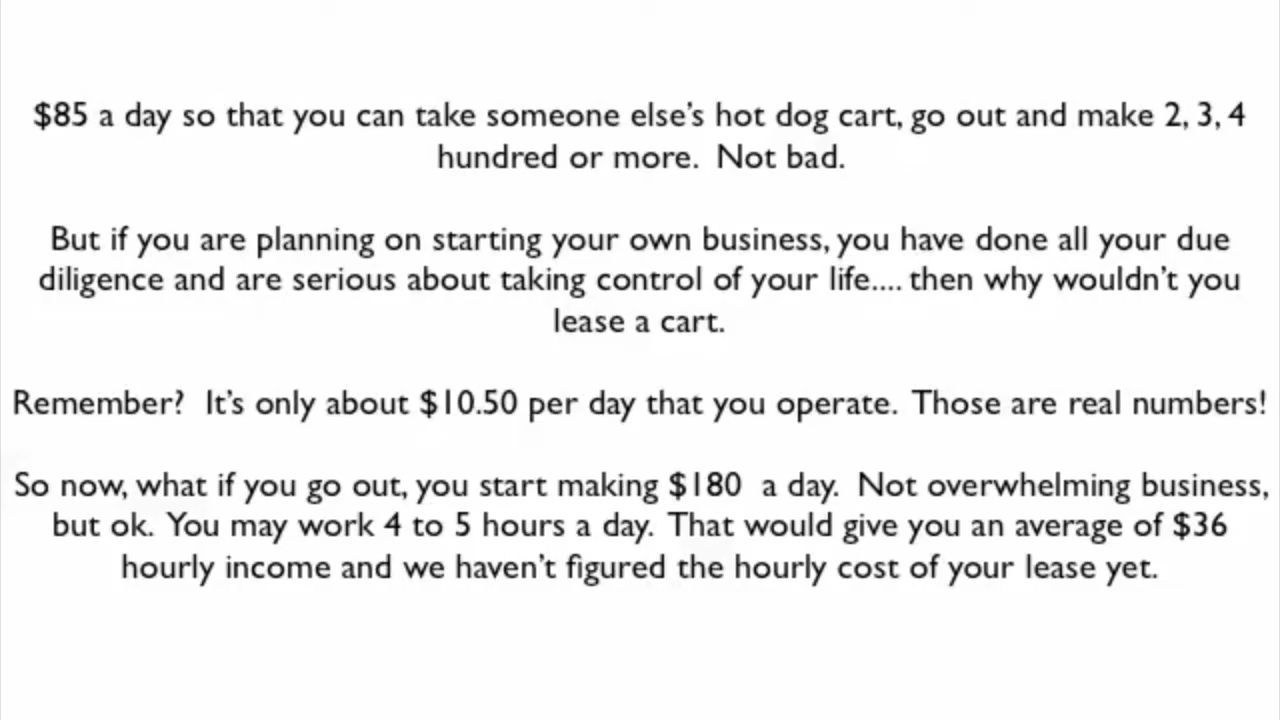 $85 a day so that you can take someone else's hot dog cart, go out and make 2, 3, 4
hundred or more.  Not bad.
But if you are planning on starting your own business, you have done all your due
diligence and are serious about taking control of your life.... then why wouldn't you
lease a cart.
Remember?  It's only about $10.50 per day that you operate.  Those are real numbers!
So now, what if you go out, you start making $180  a day.  Not overwhelming business,
but ok.  You may work 4 to 5 hours a day.  That would give you an average of $36
hourly income and we haven't figured the hourly cost of your lease yet.